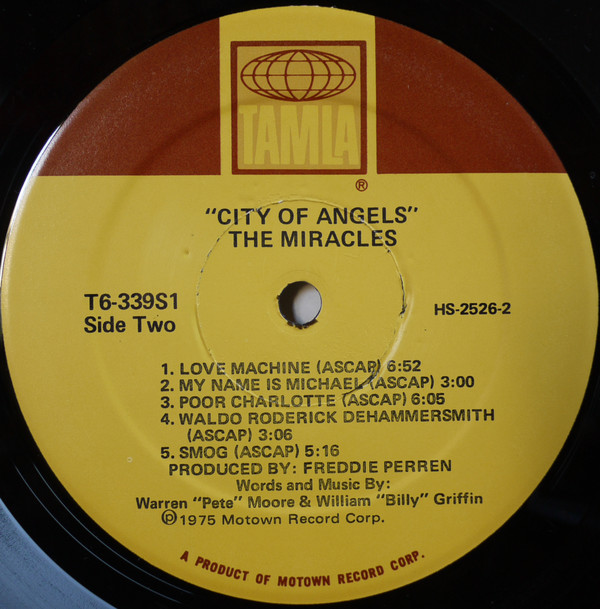 TAMLA
®
"CITY OF ANGELS"
THE MIRACLES
T6-339S1
Side Two
HS-2526-2
1. LOVE MACHINE (ASCAP) 6:52
2. MY NAME IS MICHAEL (ASCAP) 3:00
3. POOR CHARLOTTE (ASCAP) 6:05
4. WALDO RODERICK DEHAMMERSMITH
(ASCAP) 3:06
5. SMOG (ASCAP) 5:16
PRODUCED BY: FREDDIE PERREN
Words and Music By:
Warren "Pete" Moore & William "Billy" Griffin
℗ 1975 Motown Record Corp.
A PRODUCT OF MOTOWN RECORD CORP.